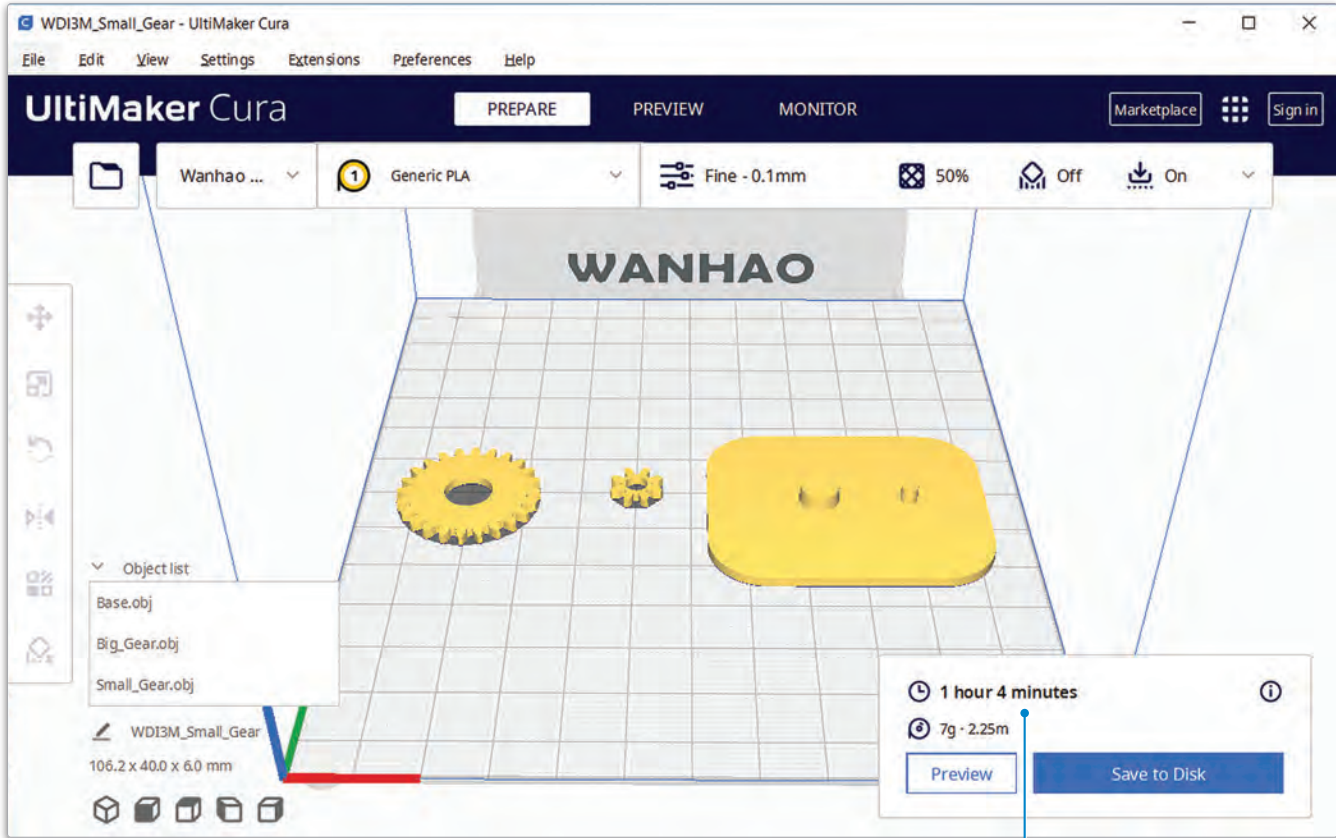 WDI3M_Small_Gear - UltiMaker Cura
File Edit View Settings Extensions Preferences Help
UltiMaker Cura PREPARE PREVIEW MONITOR Marketplace Sign in
Wanhao ... 1 Generic PLA Fine - 0.1mm 50% Off On
WANHAO
Object list
Base.obj
Big_Gear.obj
Small_Gear.obj
WDI3M_Small_Gear
106.2 x 40.0 x 6.0 mm
1 hour 4 minutes
7g · 2.25m
Preview Save to Disk